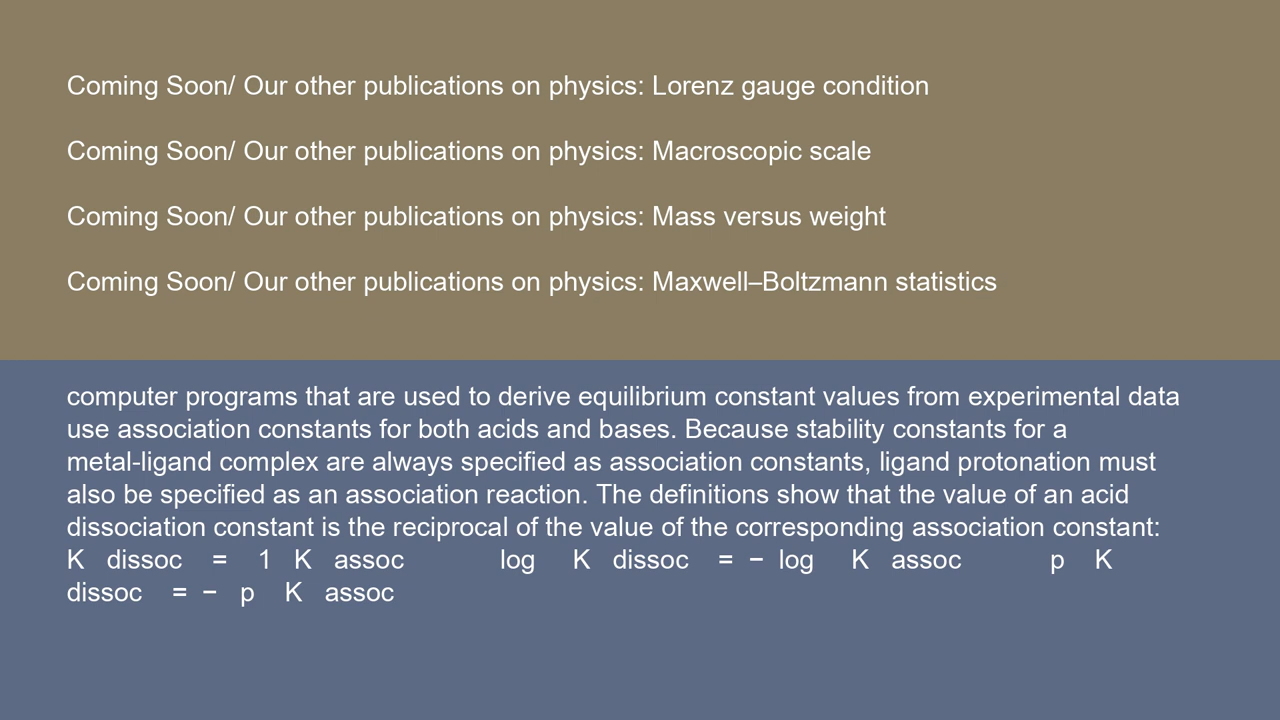 Coming Soon/ Our other publications on physics: Lorenz gauge condition
Coming Soon/ Our other publications on physics: Macroscopic scale
Coming Soon/ Our other publications on physics: Mass versus weight
Coming Soon/ Our other publications on physics: Maxwell–Boltzmann statistics
computer programs that are used to derive equilibrium constant values from experimental data
use association constants for both acids and bases. Because stability constants for a
metal-ligand complex are always specified as association constants, ligand protonation must
also be specified as an association reaction. The definitions show that the value of an acid
dissociation constant is the reciprocal of the value of the corresponding association constant:
K dissoc = 1 K assoc log K dissoc = − log K assoc p K
dissoc = − p K assoc